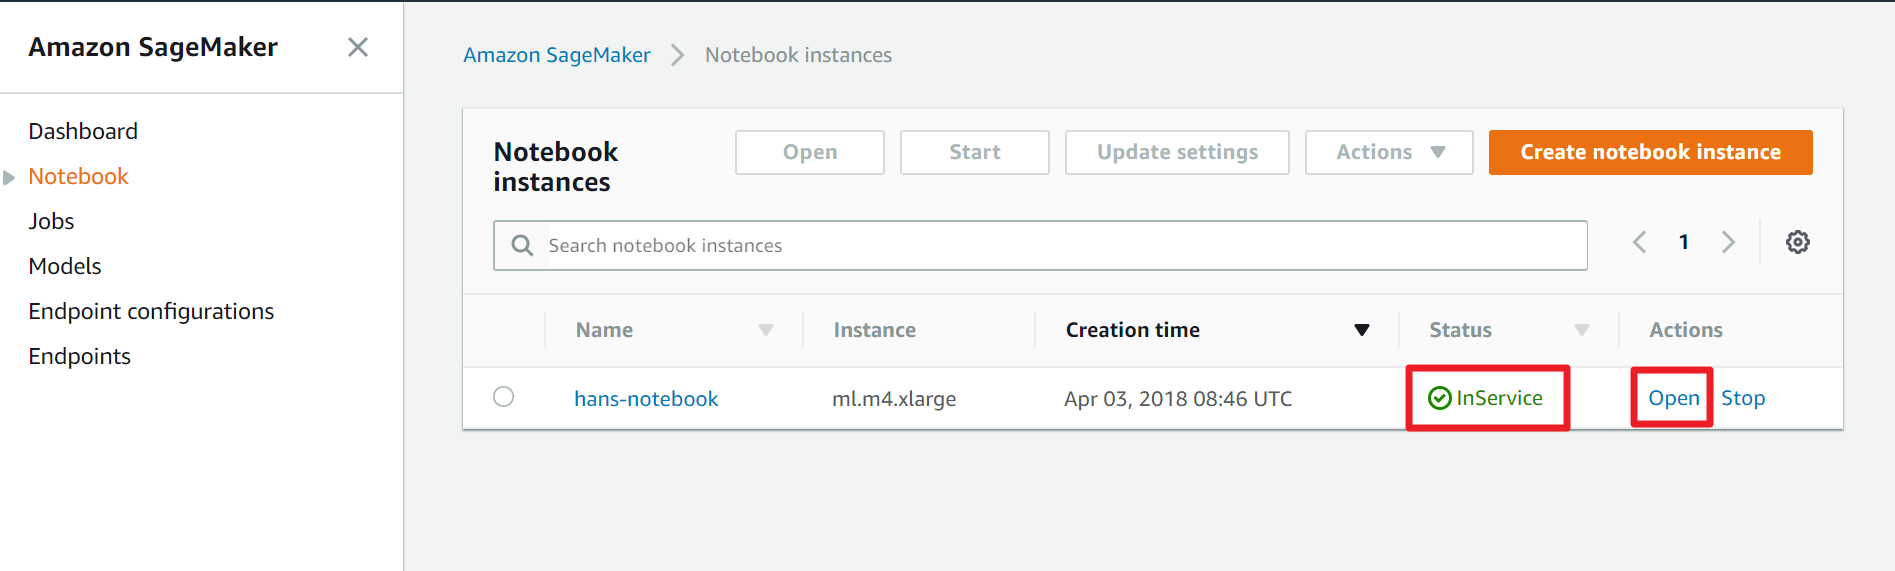 Amazon SageMaker
Dashboard
Notebook
Jobs
Models
Endpoint configurations
Endpoints
Amazon SageMaker Notebook instances
Notebook instances
Open Start Update settings Actions Create notebook instance
Search notebook instances
1
Name Instance Creation time Status Actions
hans-notebook ml.m4.xlarge Apr 03, 2018 08:46 UTC InService Open Stop